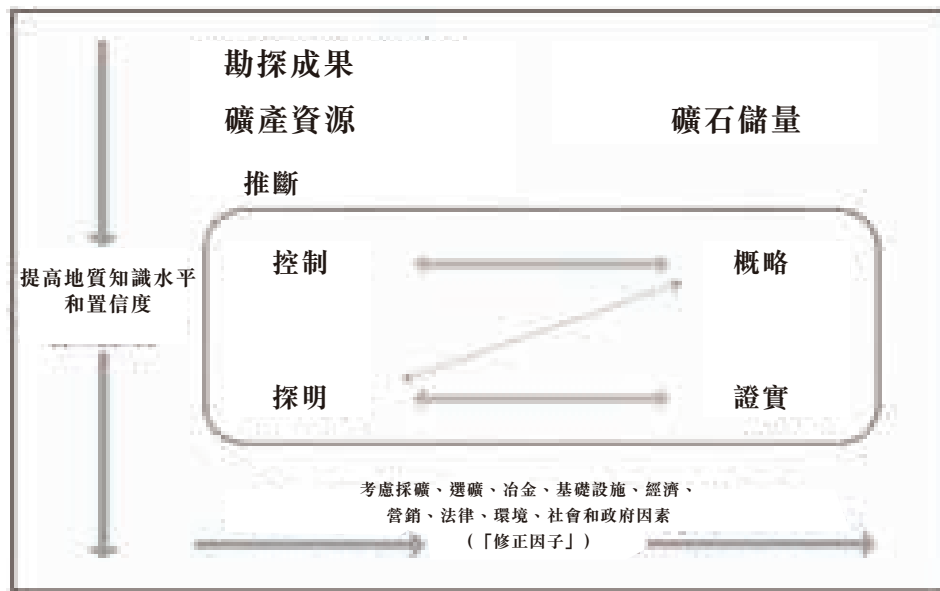 勘探成果
礦產資源
礦石儲量
推斷
控制
概略
提高地質知識水平
和置信度
探明
證實
考慮採礦、選礦、冶金、基礎設施、經濟、
營銷、法律、環境、社會和政府因素
(「修正因子」)